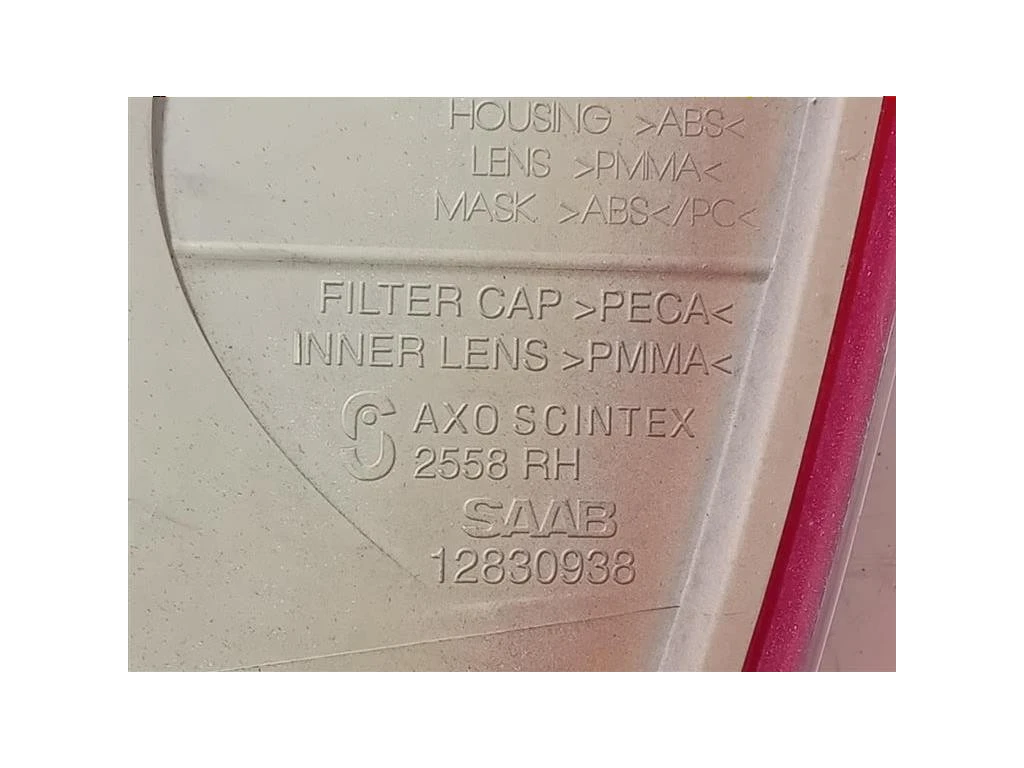 HOUSING >ABS<
LENS >PMMA<
MASK >ABS</PC<
FILTER CAP >PECA<
INNER LENS >PMMA<
AXO SCINTEX
2558 RH
SAAB
12830938